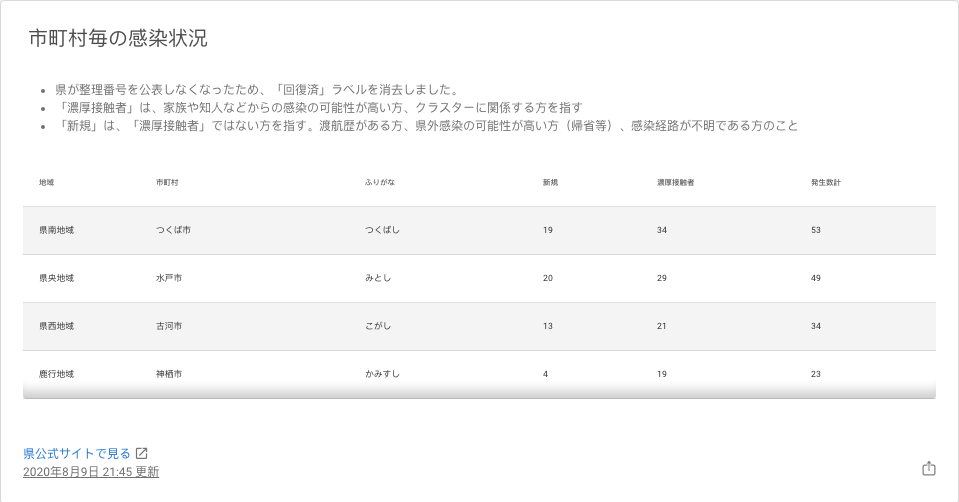 市町村毎の感染状況
県が整理番号を公表しなくなったため、「回復済」ラベルを消去しました。
「濃厚接触者」は、家族や知人などからの感染の可能性が高い方、クラスターに関係する方を指す
「新規」は、「濃厚接触者」ではない方を指す。渡航歴がある方、県外感染の可能性が高い方（帰省等）、感染経路が不明である方のこと
地域 市町村 ふりがな 新規 濃厚接触者 発生数計
県南地域 つくば市 つくばし 19 34 53
県央地域 水戸市 みとし 20 29 49
県西地域 古河市 こがし 13 21 34
鹿行地域 神栖市 かみすし 4 19 23
県公式サイトで見る
2020年8月9日 21:45 更新